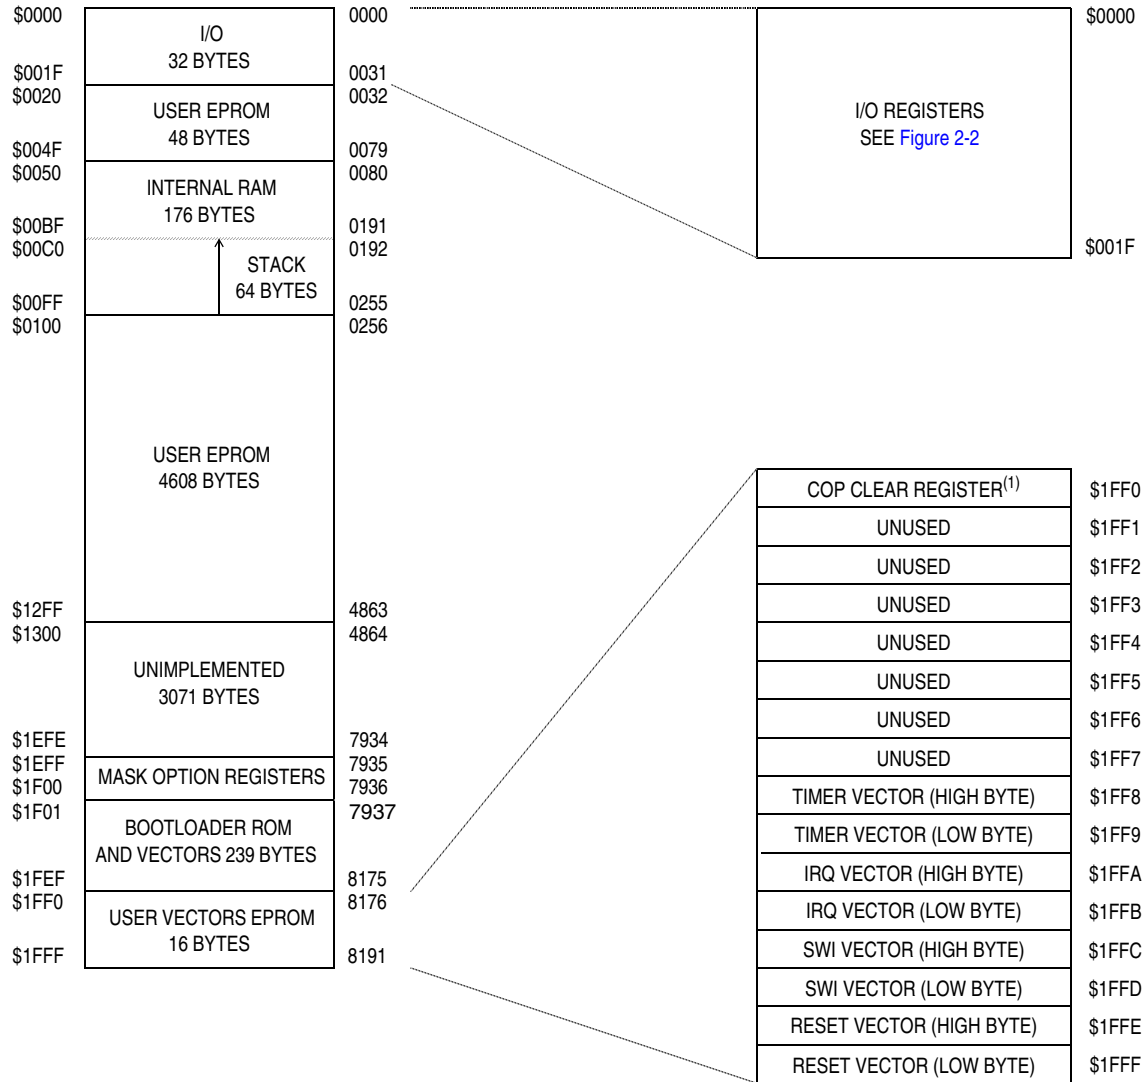 $0000
I/O
32 BYTES
0000
$001F
0031
$0020
USER EPROM
48 BYTES
0032
$004F
0079
$0050
INTERNAL RAM
176 BYTES
0080
$00BF
0191
$00C0
STACK
64 BYTES
0192
$00FF
0255
$0100
0256
USER EPROM
4608 BYTES
$12FF
4863
$1300
4864
UNIMPLEMENTED
3071 BYTES
$1EFE
7934
$1EFF
7935
MASK OPTION REGISTERS
$1F00
7936
$1F01
7937
BOOTLOADER ROM
AND VECTORS 239 BYTES
$1FEF
8175
$1FF0
8176
USER VECTORS EPROM
16 BYTES
$1FFF
8191
$0000
I/O REGISTERS
SEE Figure 2-2
$001F
COP CLEAR REGISTER(1) $1FF0
UNUSED $1FF1
UNUSED $1FF2
UNUSED $1FF3
UNUSED $1FF4
UNUSED $1FF5
UNUSED $1FF6
UNUSED $1FF7
TIMER VECTOR (HIGH BYTE) $1FF8
TIMER VECTOR (LOW BYTE) $1FF9
IRQ VECTOR (HIGH BYTE) $1FFA
IRQ VECTOR (LOW BYTE) $1FFB
SWI VECTOR (HIGH BYTE) $1FFC
SWI VECTOR (LOW BYTE) $1FFD
RESET VECTOR (HIGH BYTE) $1FFE
RESET VECTOR (LOW BYTE) $1FFF